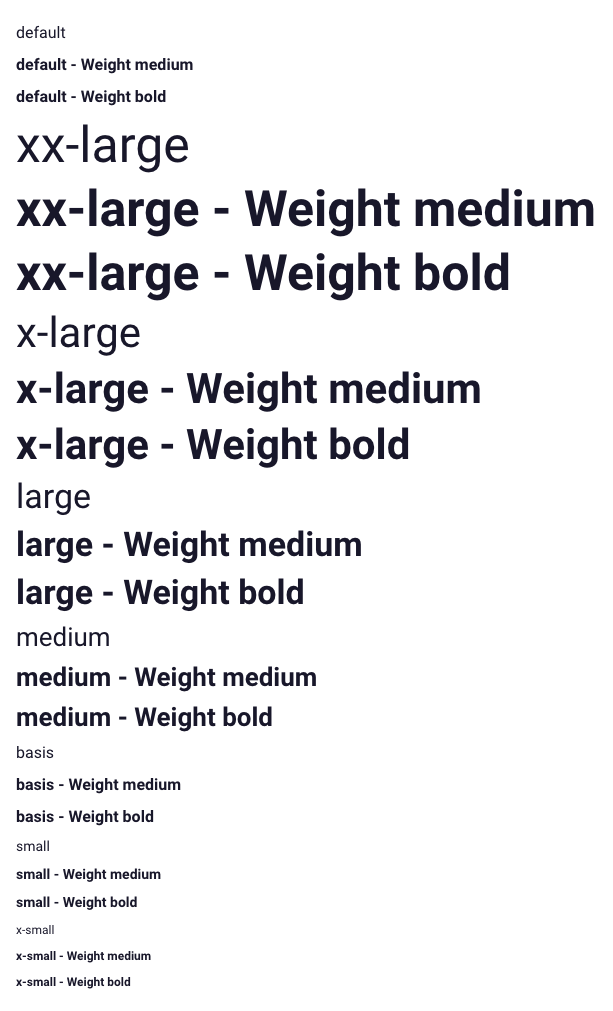 default
default - Weight medium
default - Weight bold
xx-large
xx-large - Weight medium
xx-large - Weight bold
x-large
x-large - Weight medium
x-large - Weight bold
large
large - Weight medium
large - Weight bold
medium
medium - Weight medium
medium - Weight bold
basis
basis - Weight medium
basis - Weight bold
small
small - Weight medium
small - Weight bold
x-small
x-small - Weight medium
x-small - Weight bold